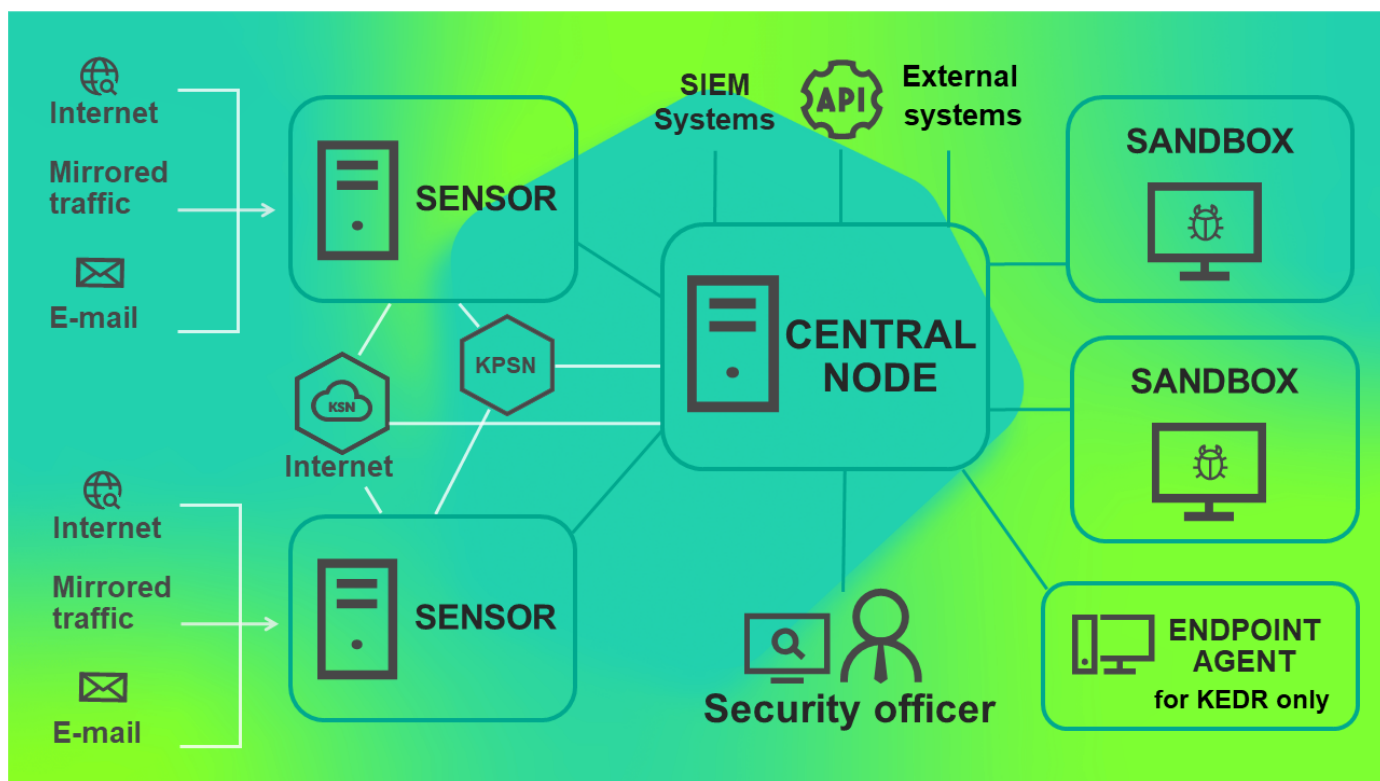 Internet
Mirrored
traffic
E-mail
SENSOR
SIEM
Systems
API
External
systems
SANDBOX
CENTRAL
NODE
KPSN
KSN
Internet
SANDBOX
Internet
Mirrored
traffic
E-mail
SENSOR
Security officer
ENDPOINT
AGENT
for KEDR only